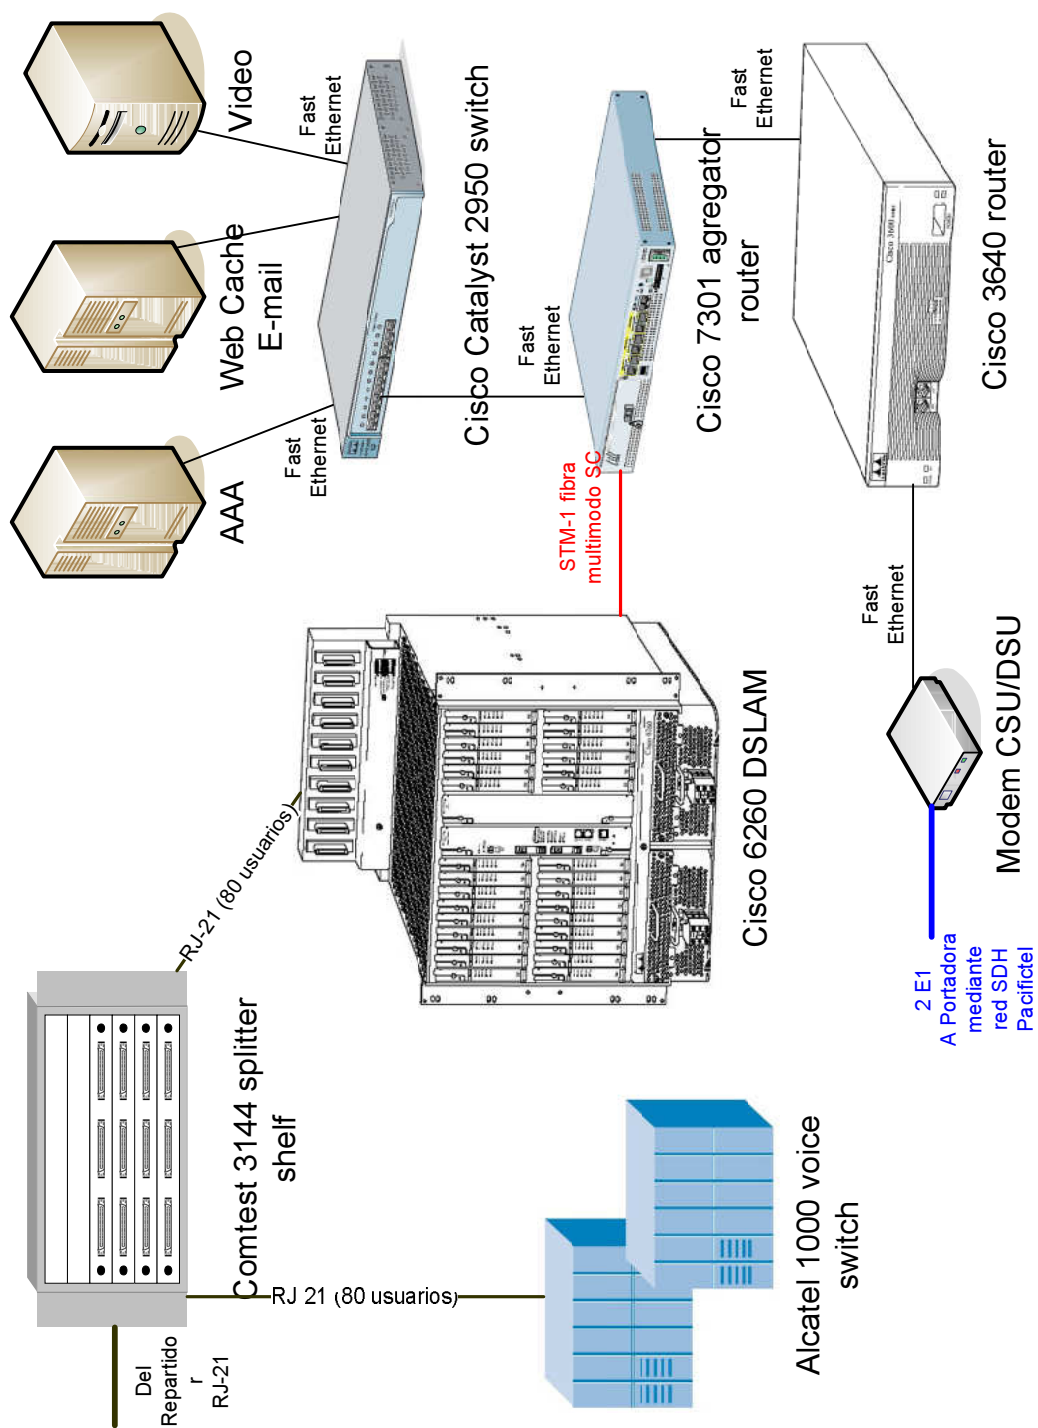 Del
Repartido
r
RJ-21
Comtest 3144 splitter
shelf
RJ-21 (80 usuarios)
RJ 21 (80 usuarios)
Alcatel 1000 voice
switch
Cisco 6260 DSLAM
STM-1 fibra
multimodo SC
AAA
Web Cache
E-mail
Video
Fast
Ethernet
Fast
Ethernet
Cisco Catalyst 2950 switch
Fast
Ethernet
Cisco 7301 agregator
router
Fast
Ethernet
Cisco 3600
Cisco 3640 router
Fast
Ethernet
Modem CSU/DSU
2 E1
A Portadora
mediante
red SDH
Pacifictel